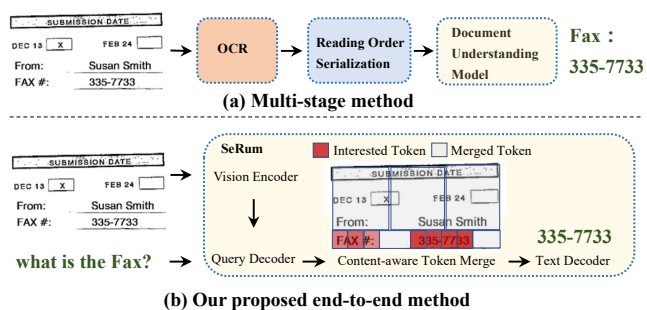 SUBMISSION DATE
DEC 13 X FEB 24
From: Susan Smith
FAX #: 335-7733
OCR
Reading Order
Serialization
Document
Understanding
Model
Fax :
335-7733
(a) Multi-stage method
SUBMISSION DATE
DEC 13 X FEB 24
From: Susan Smith
FAX #: 335-7733
what is the Fax?
SeRum
Interested Token Merged Token
Vision Encoder
SUBMISSION DATE
DEC 13 X FEB 24
From: Susan Smith
FAX #: 335-7733
335-7733
Query Decoder Content-aware Token Merge Text Decoder
(b) Our proposed end-to-end method